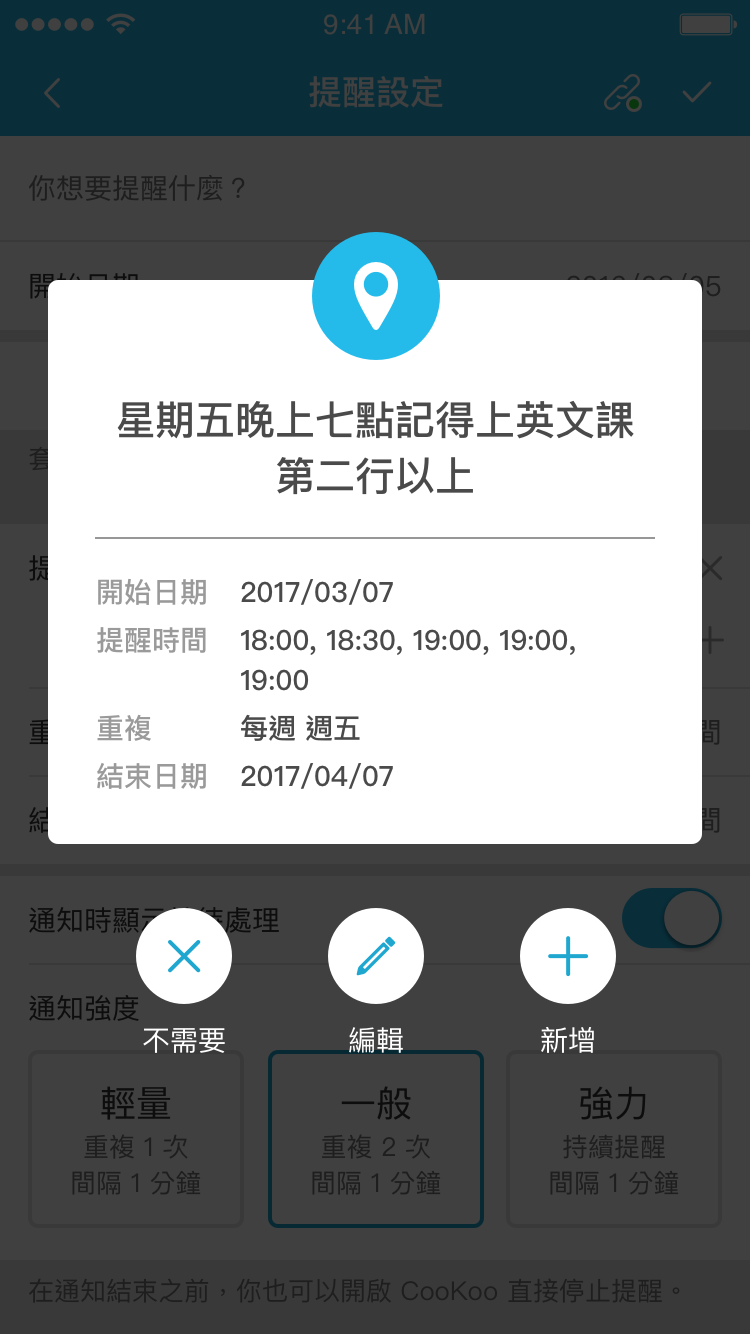 9:41 AM
提醒設定
你想要提醒什麼？
星期五晚上七點記得上英文課
第二行以上
開始日期 2017/03/07
提醒時間 18:00, 18:30, 19:00, 19:00,
19:00
重複 每週 週五
結束日期 2017/04/07
通知時顯示
處理
不需要 編輯 新增
通知強度
輕量 一般 強力
重複 1 次 重複 2 次 持續提醒
間隔 1 分鐘 間隔 1 分鐘 間隔 1 分鐘
在通知結束之前，你也可以開啟 CooKoo 直接停止提醒。